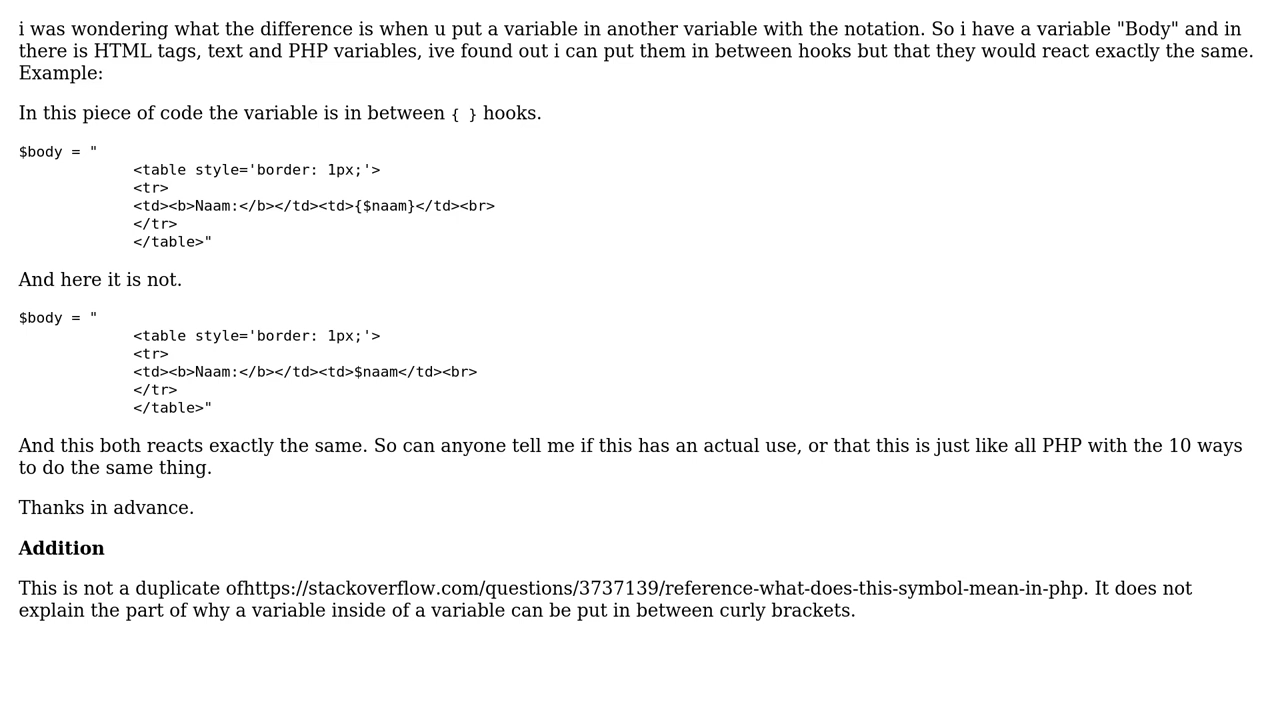 i was wondering what the difference is when u put a variable in another variable with the notation. So i have a variable "Body" and in
there is HTML tags, text and PHP variables, ive found out i can put them in between hooks but that they would react exactly the same.
Example:
In this piece of code the variable is in between { } hooks.
$body = "
             <table style='border: 1px;'>
             <tr>
             <td><b>Naam:</b></td><td>{$naam}</td><br>
             </tr>
             </table>"
And here it is not.
$body = "
             <table style='border: 1px;'>
             <tr>
             <td><b>Naam:</b></td><td>$naam</td><br>
             </tr>
             </table>"
And this both reacts exactly the same. So can anyone tell me if this has an actual use, or that this is just like all PHP with the 10 ways
to do the same thing.
Thanks in advance.
Addition
This is not a duplicate ofhttps://stackoverflow.com/questions/3737139/reference-what-does-this-symbol-mean-in-php. It does not
explain the part of why a variable inside of a variable can be put in between curly brackets.